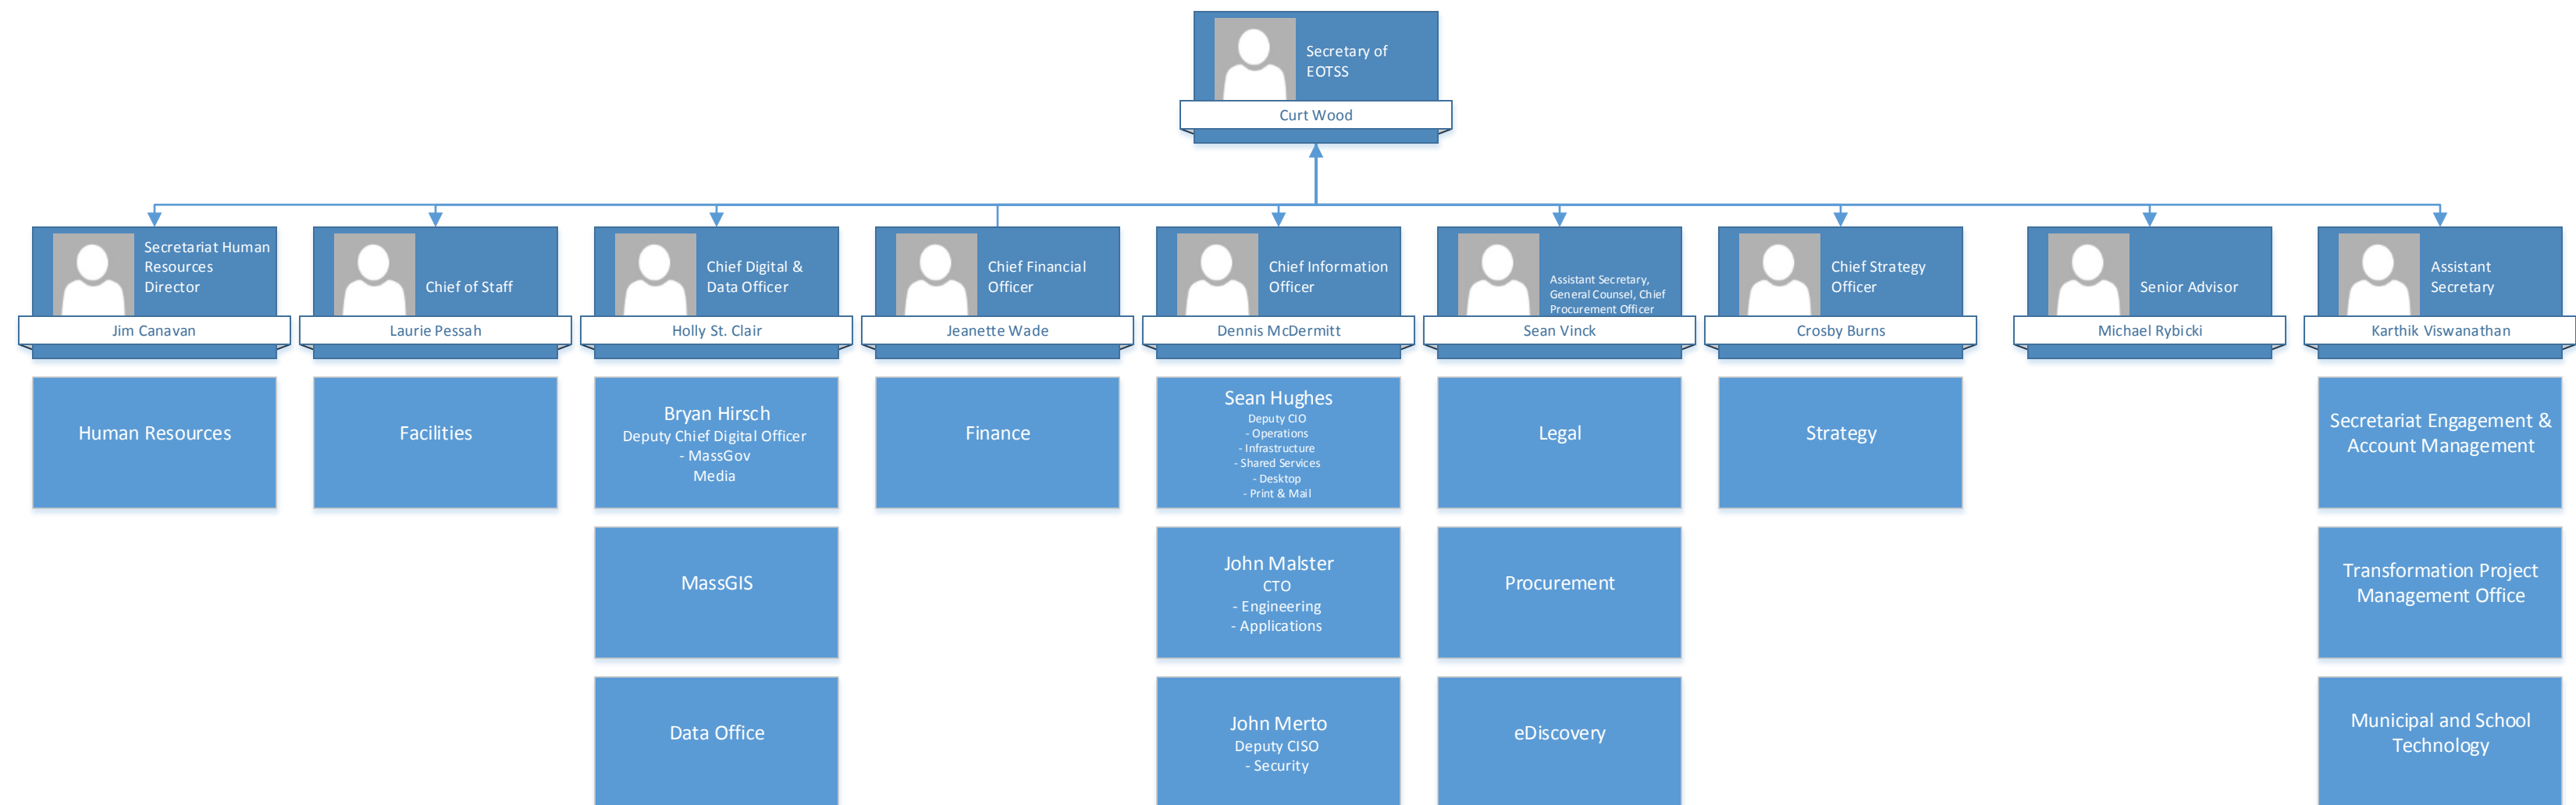 Secretary of
EOTSS
Curt Wood
Secretariat Human
Resources
Director
Jim Canavan
Chief of Staff
Laurie Pessah
Chief Digital &
Data Officer
Holly St. Clair
Chief Financial
Officer
Jeanette Wade
Chief Information
Officer
Dennis McDermitt
Assistant Secretary,
General Counsel, Chief
Procurement Officer
Sean Vinck
Chief Strategy
Officer
Crosby Burns
Senior Advisor
Michael Rybicki
Assistant
Secretary
Karthik Viswanathan
Human Resources
Facilities
Bryan Hirsch
Deputy Chief Digital Officer
- MassGov
Media
Finance
Sean Hughes
Deputy CIO
- Operations
- Infrastructure
- Shared Services
- Desktop
- Print & Mail
Legal
Strategy
Secretariat Engagement &
Account Management
MassGIS
John Malster
CTO
- Engineering
- Applications
Procurement
Transformation Project
Management Office
Data Office
John Merto
Deputy CISO
- Security
eDiscovery
Municipal and School
Technology